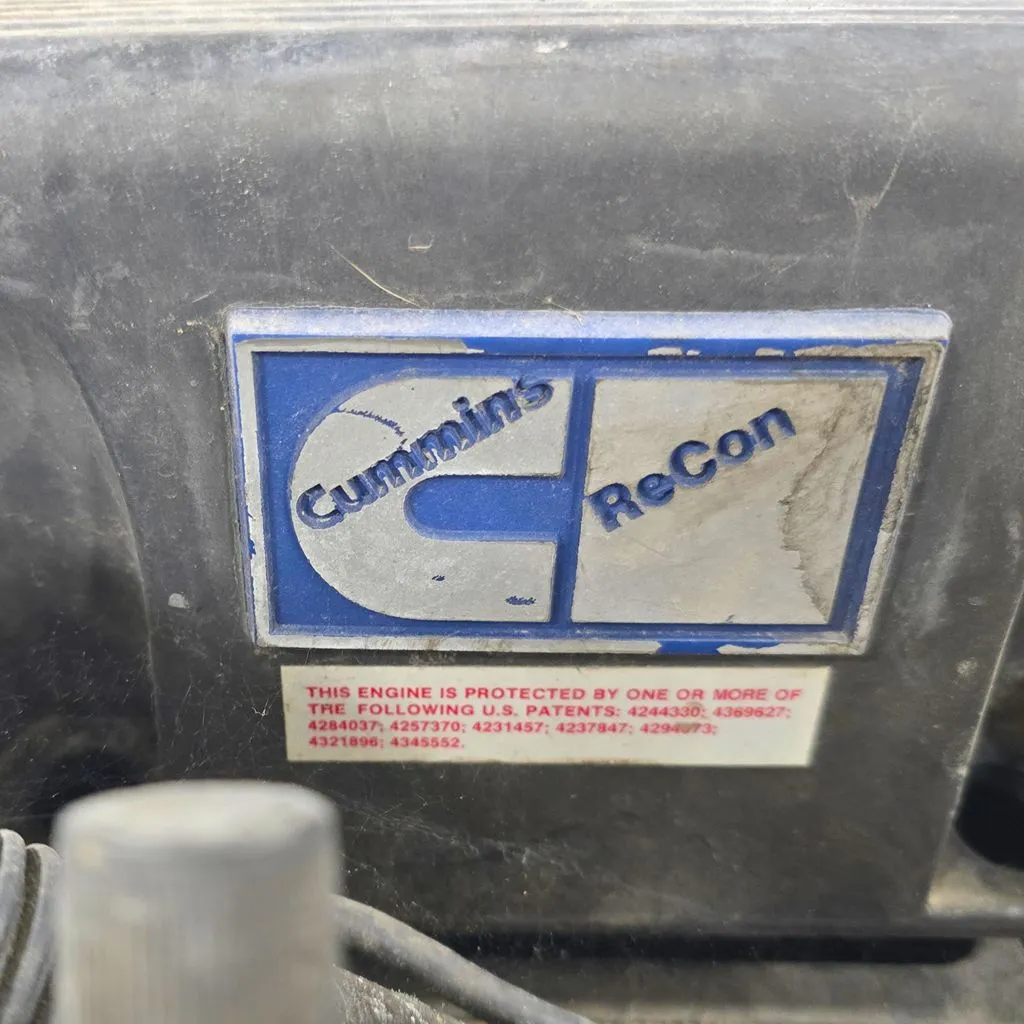 Cummins
ReCon
THIS ENGINE IS PROTECTED BY ONE OR MORE OF
THE FOLLOWING U.S. PATENTS: 4244330; 4369627;
4284037; 4257370; 4231457; 4237847;
4321896; 4345552.